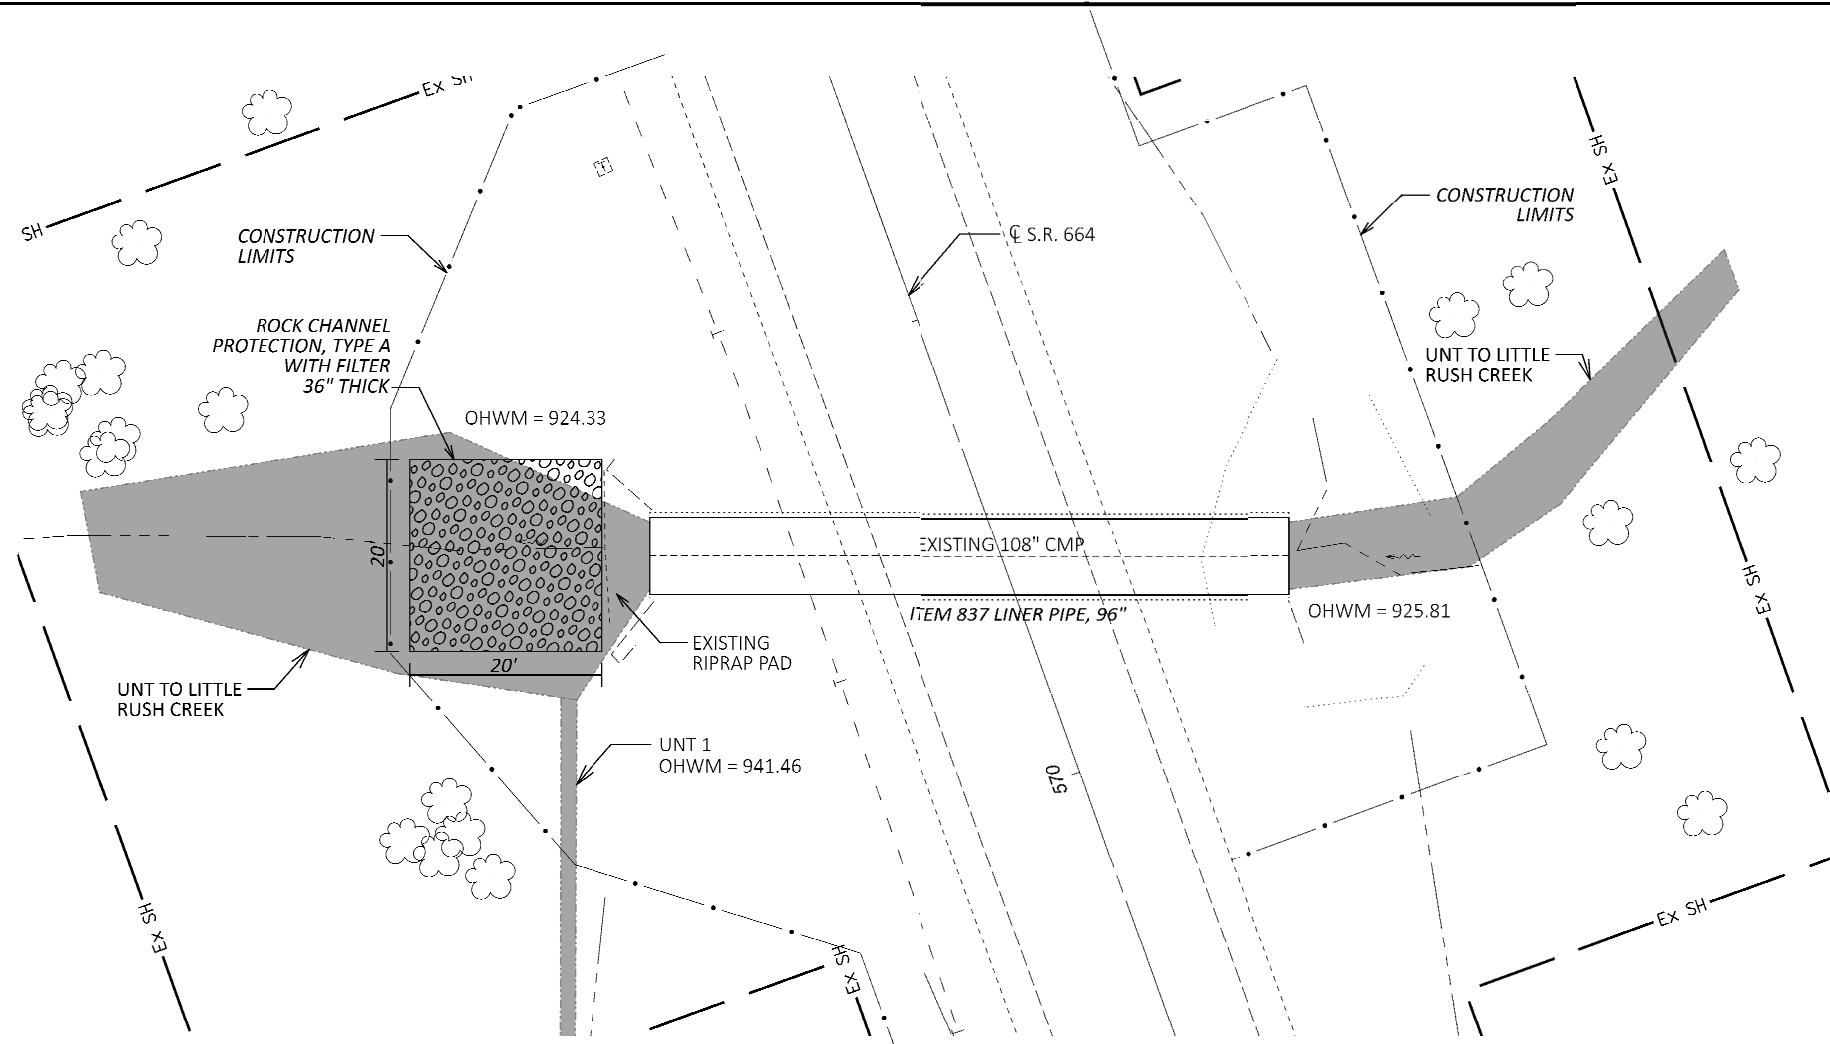 Ex SH
SH
CONSTRUCTION
LIMITS
ROCK CHANNEL
PROTECTION, TYPE A
WITH FILTER
36" THICK
OHWM = 924.33
℄ S.R. 664
CONSTRUCTION
LIMITS
Ex SH
UNT TO LITTLE
RUSH CREEK
20'
20'
EXISTING 108" CMP
ITEM 837 LINER PIPE, 96"
OHWM = 925.81
Ex SH
EXISTING
RIPRAP PAD
UNT TO LITTLE
RUSH CREEK
UNT 1
OHWM = 941.46
570
Ex SH
Ex SH
Ex SH